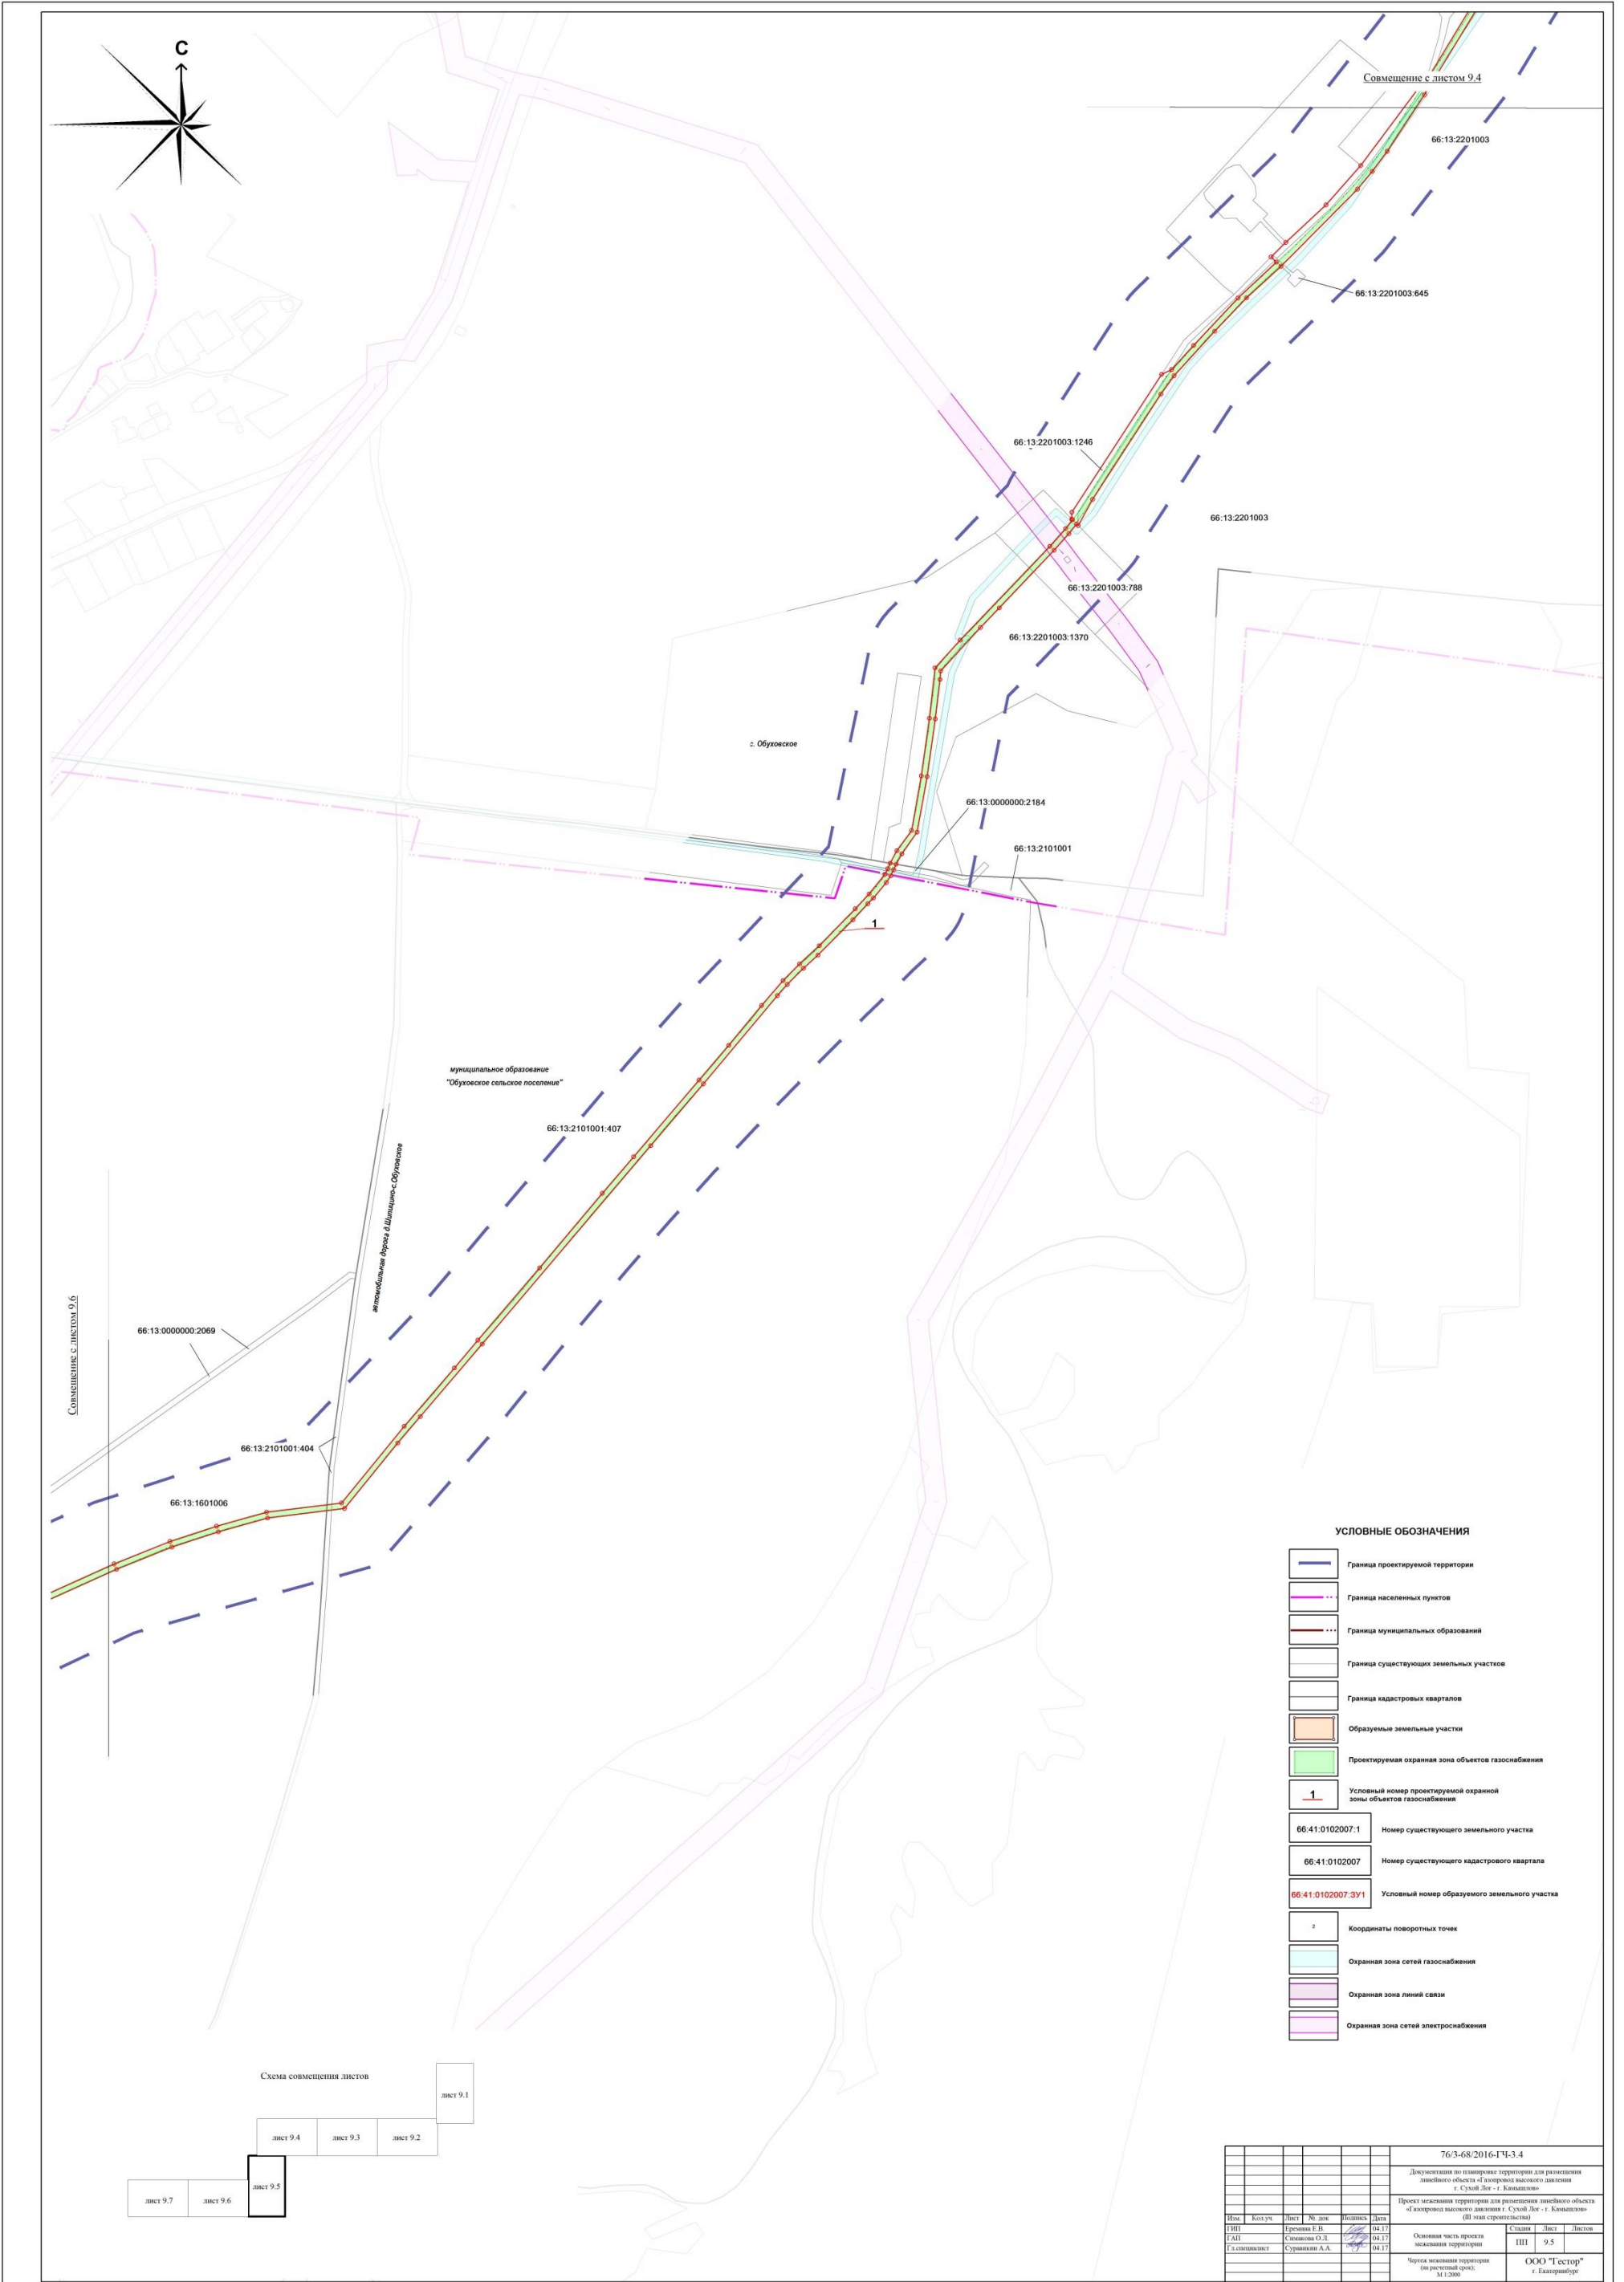 С
Совмещение с листом 9.4
66:13:2201003
66:13:2201003:645
66:13:2201003:1246
66:13:2201003
66:13:2201003:788
66:13:2201003:1370
с. Обуховское
66:13:0000000:2184
66:13:2101001
1
муниципальное образование
"Обуховское сельское поселение"
66:13:2101001:407
автомобильная дорога д.Шипицино-с.Обуховское
Совмещение с листом 9.6
66:13:0000000:2069
66:13:2101001:404
66:13:1601006
УСЛОВНЫЕ ОБОЗНАЧЕНИЯ
Граница проектируемой территории
Граница населенных пунктов
Граница муниципальных образований
Граница существующих земельных участков
Граница кадастровых кварталов
Образуемые земельные участки
Проектируемая охранная зона объектов газоснабжения
1
Условный номер проектируемой охранной
зоны объектов газоснабжения
66:41:0102007:1 Номер существующего земельного участка
66:41:0102007 Номер существующего кадастрового квартала
66:41:0102007:ЗУ1 Условный номер образуемого земельного участка
2 Координаты поворотных точек
Охранная зона сетей газоснабжения
Охранная зона линий связи
Охранная зона сетей электроснабжения
Схема совмещения листов
лист 9.1
лист 9.4 лист 9.3 лист 9.2
лист 9.5
лист 9.7 лист 9.6
76/3-68/2016-ГЧ-3.4
Документация по планировке территории для размещения
линейного объекта «Газопровод высокого давления
г. Сухой Лог - г. Камышлов»
Проект межевания территории для размещения линейного объекта
«Газопровод высокого давления г. Сухой Лог - г. Камышлов»
(III этап строительства)
Изм. Кол.уч. Лист № док Подпись Дата
ГИП Еремина Е.В. 04.17
ГАП Симакова О.Л. 04.17
Гл.специалист Суравикин А.А. 04.17
Основная часть проекта
межевания территории
Стадия Лист Листов
ПП 9.5
Чертеж межевания территории
(на расчетный срок);
М 1:2000
ООО "Гестор"
г. Екатеринбург